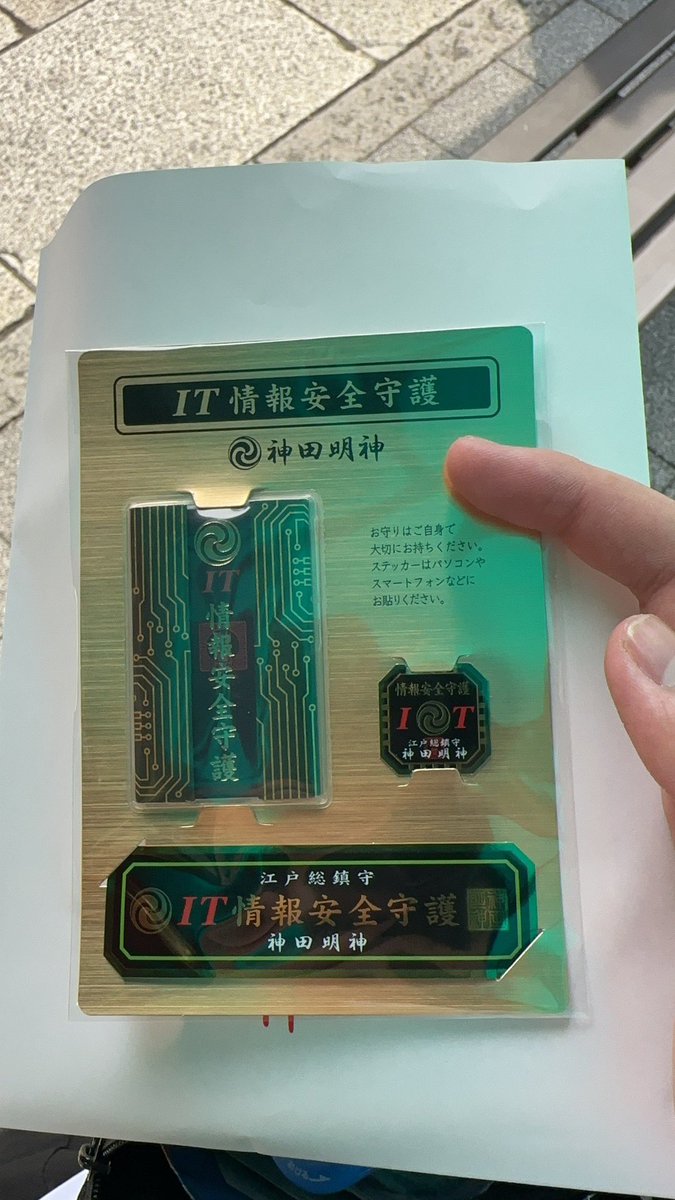 IT情報安全守護
神田明神
お守りはご自身で
大切にお持ちください。
ステッカーはパソコンや
スマートフォンなどに
お貼りください。
IT
情報安全守護
情報安全守護
I T
江戸総鎮守
神田明神
江戸総鎮守
IT情報安全守護
神田明神